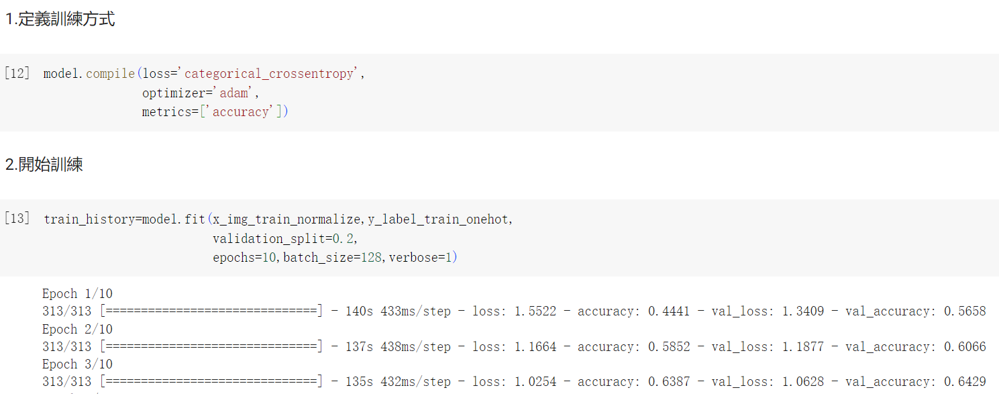 1.定義訓練方式
[12] model.compile(loss='categorical_crossentropy',
optimizer='adam',
metrics=['accuracy'])
2.開始訓練
[13] train_history=model.fit(x_img_train_normalize,y_label_train_onehot,
validation_split=0.2,
epochs=10,batch_size=128,verbose=1)
Epoch 1/10
313/313 [==============================] - 140s 433ms/step - loss: 1.5522 - accuracy: 0.4441 - val_loss: 1.3409 - val_accuracy: 0.5658
Epoch 2/10
313/313 [==============================] - 137s 438ms/step - loss: 1.1664 - accuracy: 0.5852 - val_loss: 1.1877 - val_accuracy: 0.6066
Epoch 3/10
313/313 [==============================] - 135s 432ms/step - loss: 1.0254 - accuracy: 0.6387 - val_loss: 1.0628 - val_accuracy: 0.6429